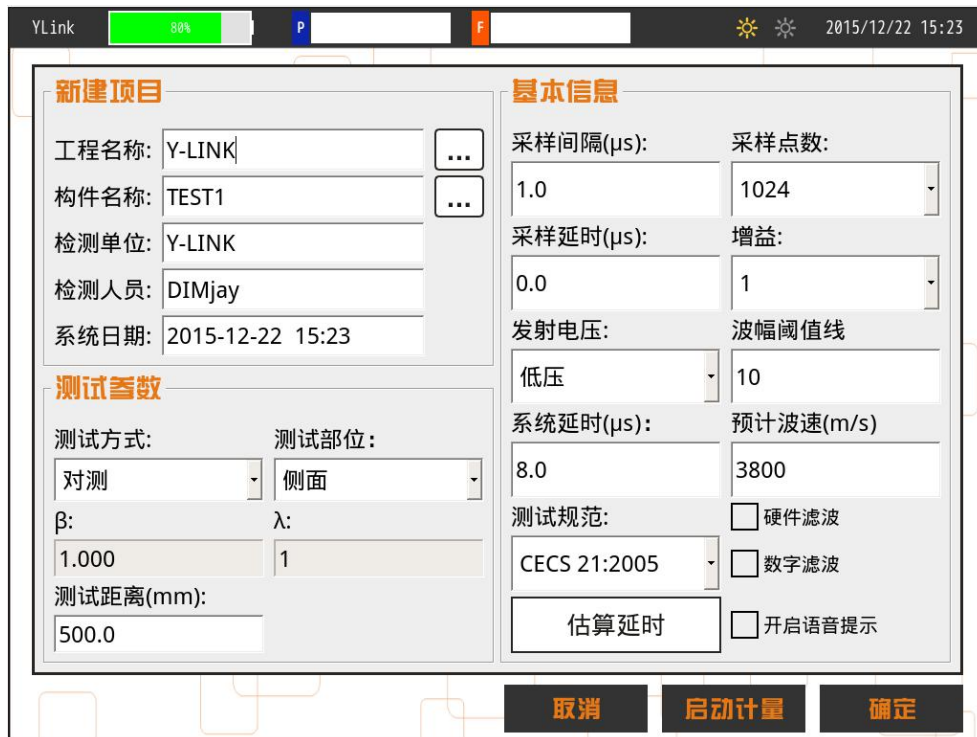 YLink 80% P F 2015/12/22 15:23
新建项目
工程名称: Y-LINK ...
构件名称: TEST1 ...
检测单位: Y-LINK
检测人员: DIMjay
系统日期: 2015-12-22 15:23
测试参数
测试方式: 测试部位:
对测 侧面
β: λ:
1.000 1
测试距离(mm):
500.0
基本信息
采样间隔(μs): 采样点数:
1.0 1024
采样延时(μs): 增益:
0.0 1
发射电压: 波幅阈值线
低压 10
系统延时(μs): 预计波速(m/s)
8.0 3800
测试规范: 硬件滤波
CECS 21:2005 数字滤波
估算延时 开启语音提示
取消 启动计量 确定